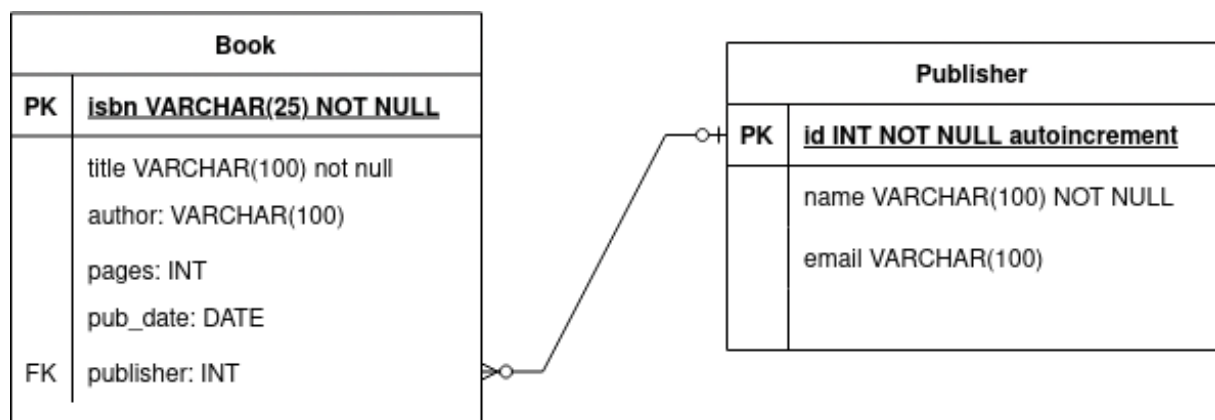 Book
PK isbn VARCHAR(25) NOT NULL
title VARCHAR(100) not null
author: VARCHAR(100)
pages: INT
pub_date: DATE
FK publisher: INT
Publisher
PK id INT NOT NULL autoincrement
name VARCHAR(100) NOT NULL
email VARCHAR(100)